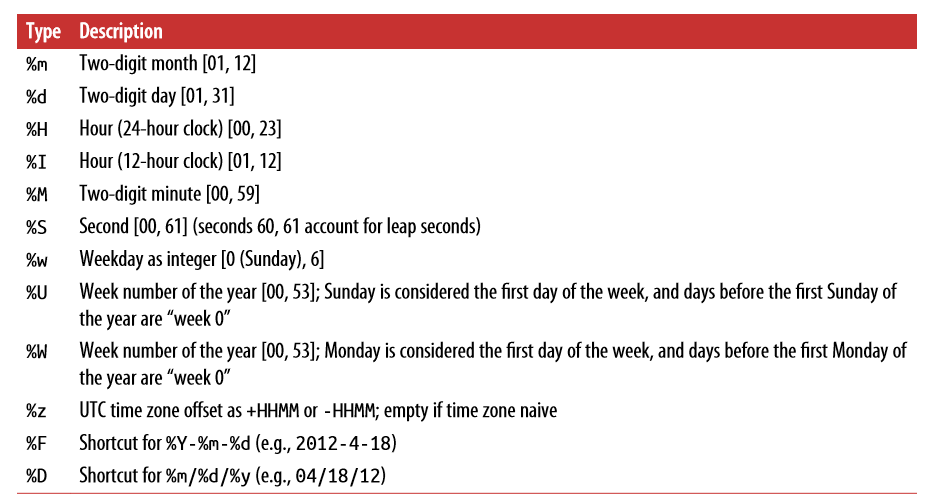 Type Description
%m Two-digit month [01, 12]
%d Two-digit day [01, 31]
%H Hour (24-hour clock) [00, 23]
%I Hour (12-hour clock) [01, 12]
%M Two-digit minute [00, 59]
%S Second [00, 61] (seconds 60, 61 account for leap seconds)
%w Weekday as integer [0 (Sunday), 6]
%U Week number of the year [00, 53]; Sunday is considered the first day of the week, and days before the first Sunday of
the year are “week 0”
%W Week number of the year [00, 53]; Monday is considered the first day of the week, and days before the first Monday of
the year are “week 0”
%z UTC time zone offset as +HHMM or -HHMM; empty if time zone naive
%F Shortcut for %Y-%m-%d (e.g., 2012-4-18)
%D Shortcut for %m/%d/%y (e.g., 04/18/12)